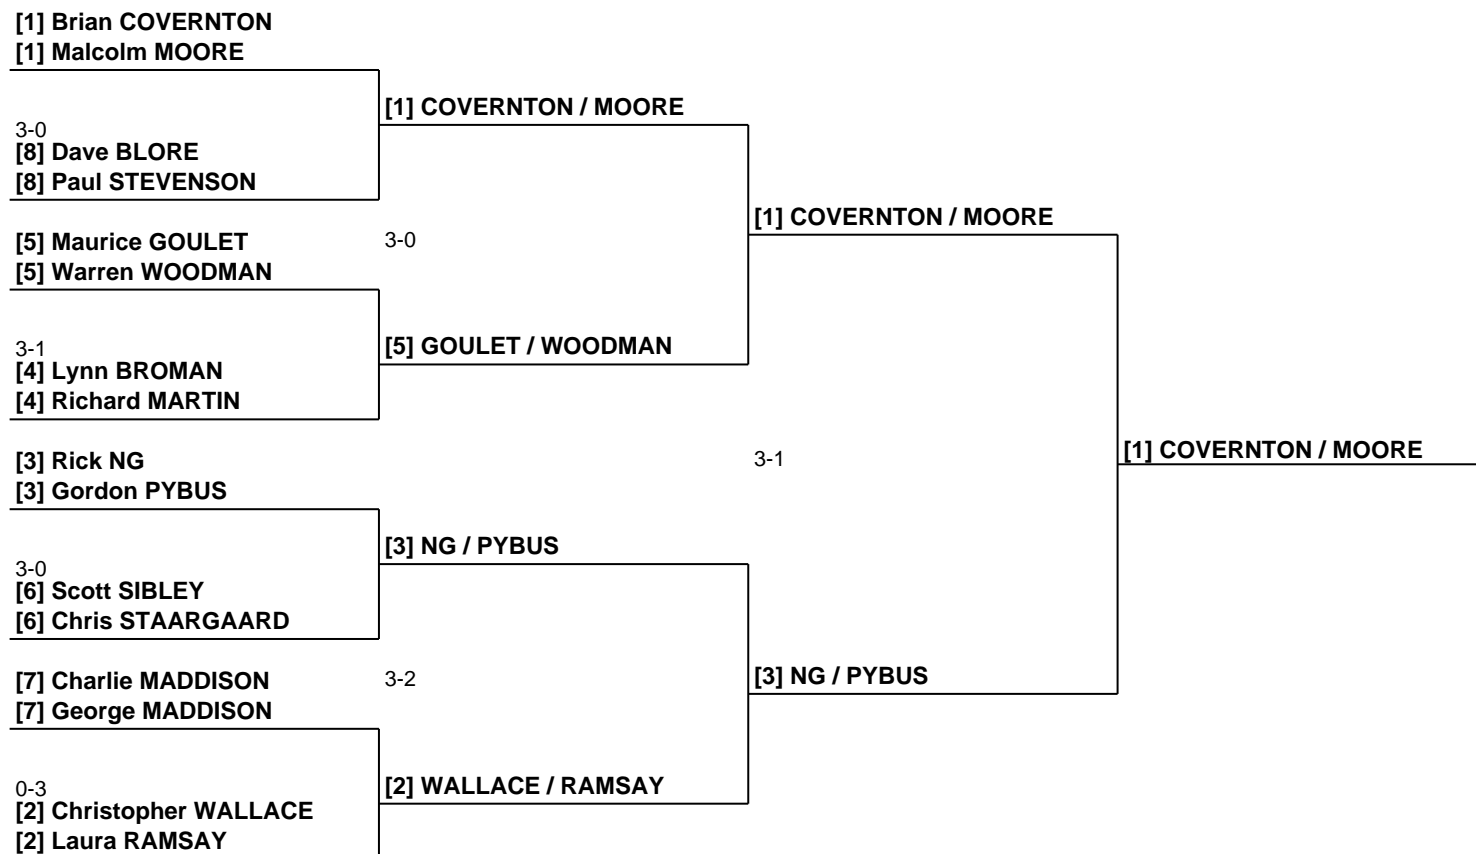 [1] Brian COVERNTON
[1] Malcolm MOORE
[1] COVERNTON / MOORE
3-0
[8] Dave BLORE
[8] Paul STEVENSON
[1] COVERNTON / MOORE
[5] Maurice GOULET
3-0
[5] Warren WOODMAN
3-1
[5] GOULET / WOODMAN
[4] Lynn BROMAN
[4] Richard MARTIN
[1] COVERNTON / MOORE
[3] Rick NG
3-1
[3] Gordon PYBUS
[3] NG / PYBUS
3-0
[6] Scott SIBLEY
[6] Chris STAARGAARD
[7] Charlie MADDISON
3-2
[3] NG / PYBUS
[7] George MADDISON
0-3
[2] WALLACE / RAMSAY
[2] Christopher WALLACE
[2] Laura RAMSAY